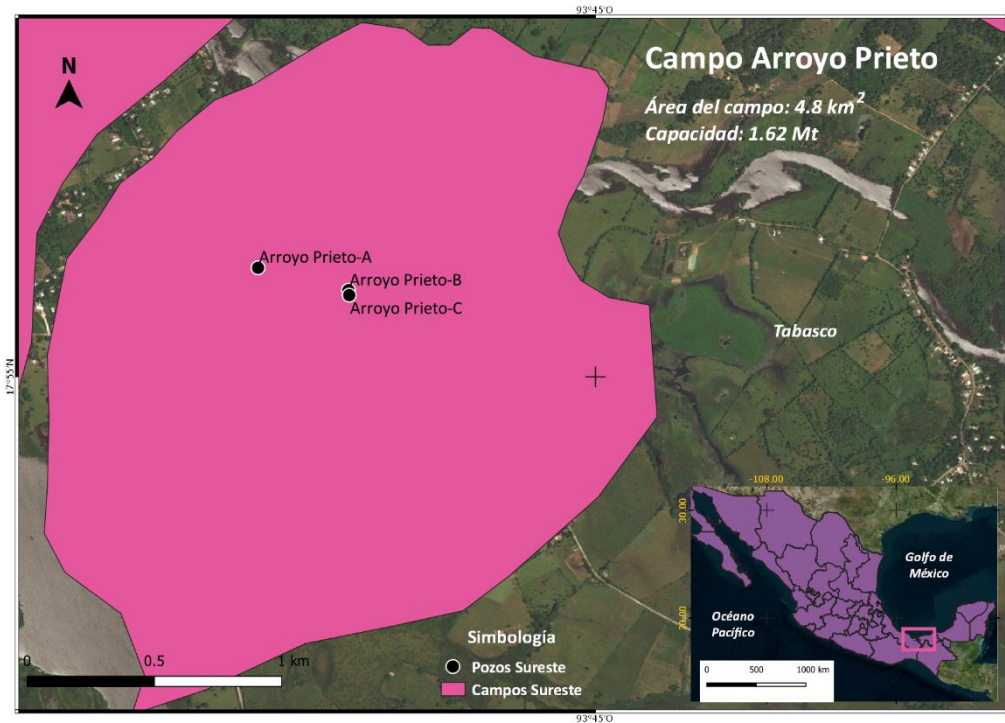 93°45'O
N
Campo Arroyo Prieto
Área del campo: 4.8 km²
Capacidad: 1.62 Mt
Arroyo Prieto-A
Arroyo Prieto-B
Arroyo Prieto-C
Tabasco
17°55'N
-108.00
-96.00
30.00
Golfo de
México
20.00
Océano
Pacífico
Simbología
Pozos Sureste
Campos Sureste
0 0.5 1 km
0 500 1000 km
93°45'O